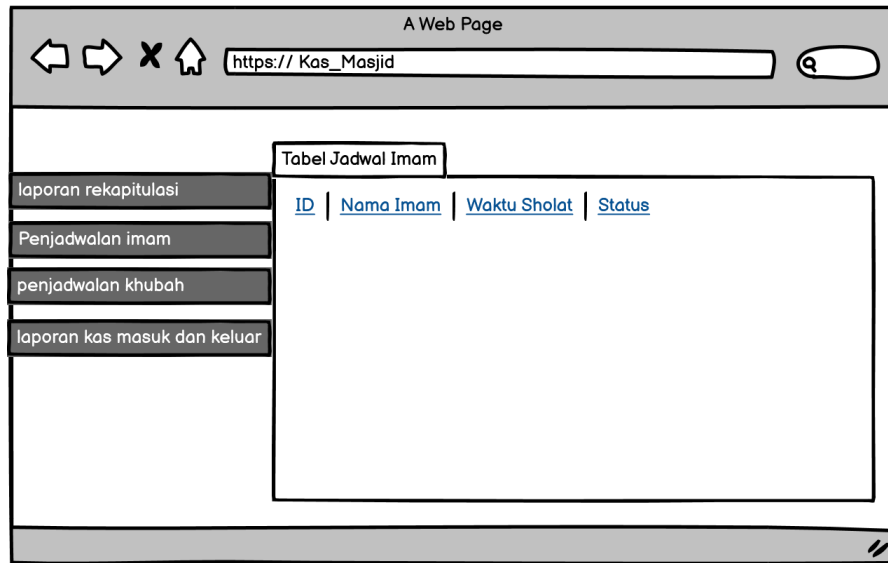 A Web Page
https:// Kas_Masjid
Tabel Jadwal Imam
laporan rekapitulasi
Penjadwalan imam
penjadwalan khubah
laporan kas masuk dan keluar
ID | Nama Imam | Waktu Sholat | Status